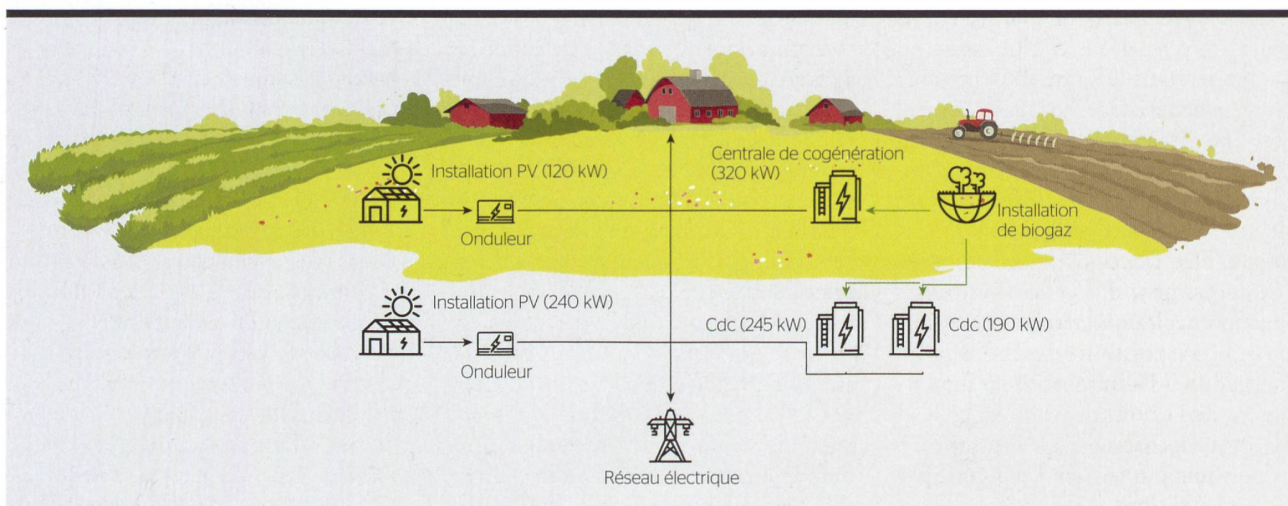 Installation PV (120 kW)
Onduleur
Centrale de cogénération
(320 kW)
Installation
de biogaz
Installation PV (240 kW)
Onduleur
Cdc (245 kW)
Cdc (190 kW)
Réseau électrique